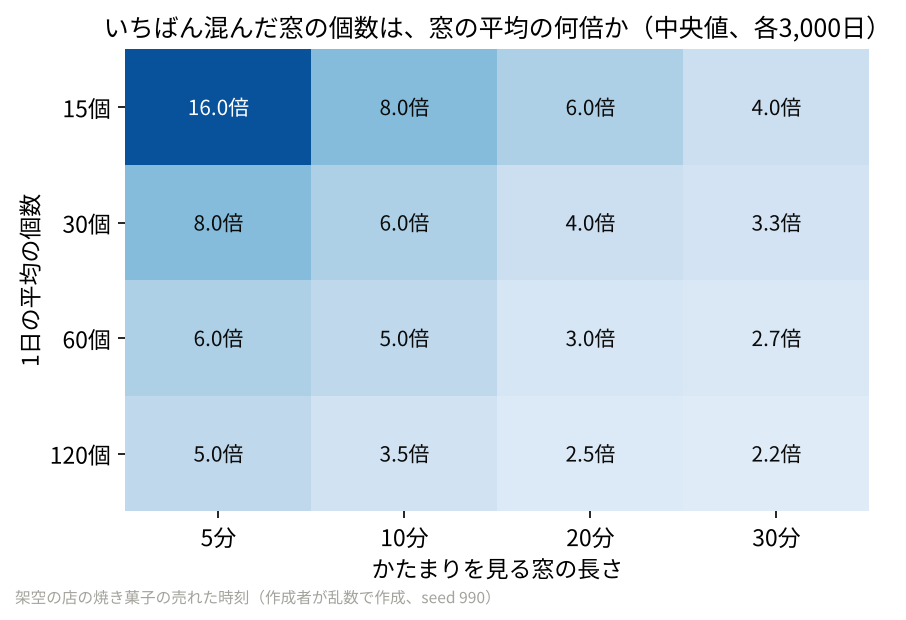 いちばん混んだ窓の個数は、窓の平均の何倍か（中央値、各3,000日）
1日の平均の個数
15個
16.0倍
8.0倍
6.0倍
4.0倍
30個
8.0倍
6.0倍
4.0倍
3.3倍
60個
6.0倍
5.0倍
3.0倍
2.7倍
120個
5.0倍
3.5倍
2.5倍
2.2倍
5分
10分
20分
30分
かたまりを見る窓の長さ
架空の店の焼き菓子の売れた時刻（作成者が乱数で作成、seed 990）